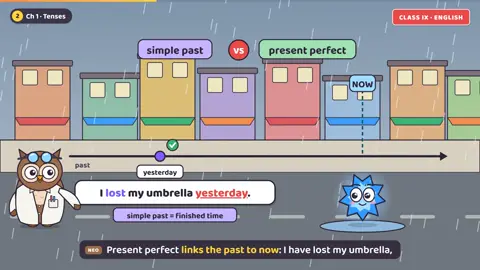 2 Ch 1 · Tenses
CLASS IX · ENGLISH
simple past VS present perfect
NOW
past
yesterday
I lost my umbrella yesterday.
simple past = finished time
NEO Present perfect links the past to now: I have lost my umbrella,